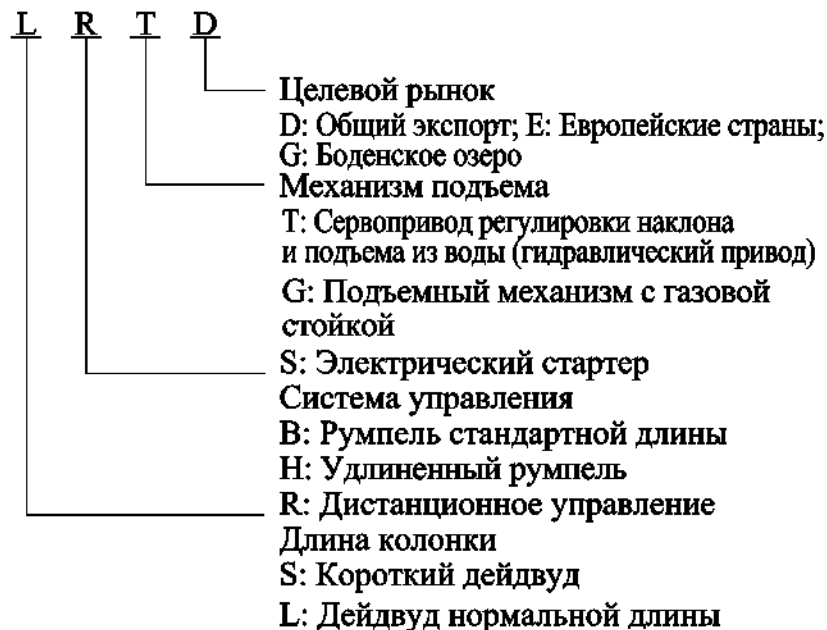 L R T D
Целевой рынок
D: Общий экспорт; E: Европейские страны;
G: Боденское озеро
Механизм подъема
T: Сервопривод регулировки наклона
и подъема из воды (гидравлический привод)
G: Подъемный механизм с газовой
стойкой
S: Электрический стартер
Система управления
B: Румпель стандартной длины
H: Удлиненный румпель
R: Дистанционное управление
Длина колонки
S: Короткий дейдвуд
L: Дейдвуд нормальной длины